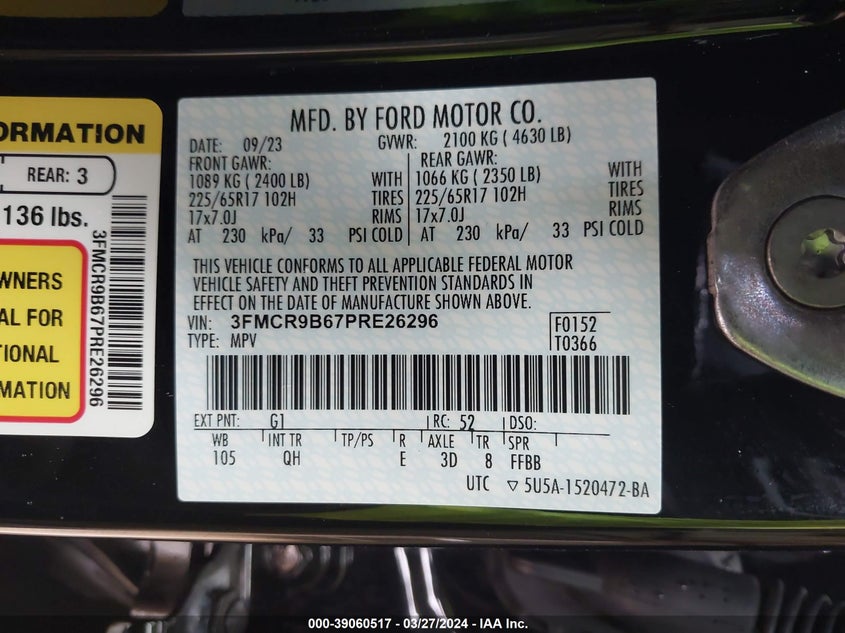 ORMATION
REAR: 3
136 lbs.
3FMCR9B67PRE26296
WNERS
AL FOR
TIONAL
MATION
MFD. BY FORD MOTOR CO.
DATE: 09/23 GVWR: 2100 KG ( 4630 LB)
FRONT GAWR: REAR GAWR:
1089 KG ( 2400 LB) WITH 1066 KG ( 2350 LB) WITH
225/65R17 102H TIRES 225/65R17 102H TIRES
17x7.0J RIMS 17x7.0J RIMS
AT 230 kPa/ 33 PSI COLD AT 230 kPa/ 33 PSI COLD
THIS VEHICLE CONFORMS TO ALL APPLICABLE FEDERAL MOTOR
VEHICLE SAFETY AND THEFT PREVENTION STANDARDS IN
EFFECT ON THE DATE OF MANUFACTURE SHOWN ABOVE.
VIN: 3FMCR9B67PRE26296 F0152
TYPE: MPV T0366
EXT PNT: G1 RC: 52 DSO:
WB INT TR TP/PS R AXLE TR SPR
105 QH E 3D 8 FFBB
UTC ▽ 5U5A-1520472-BA
000-39060517 - 03/27/2024 - IAA Inc.